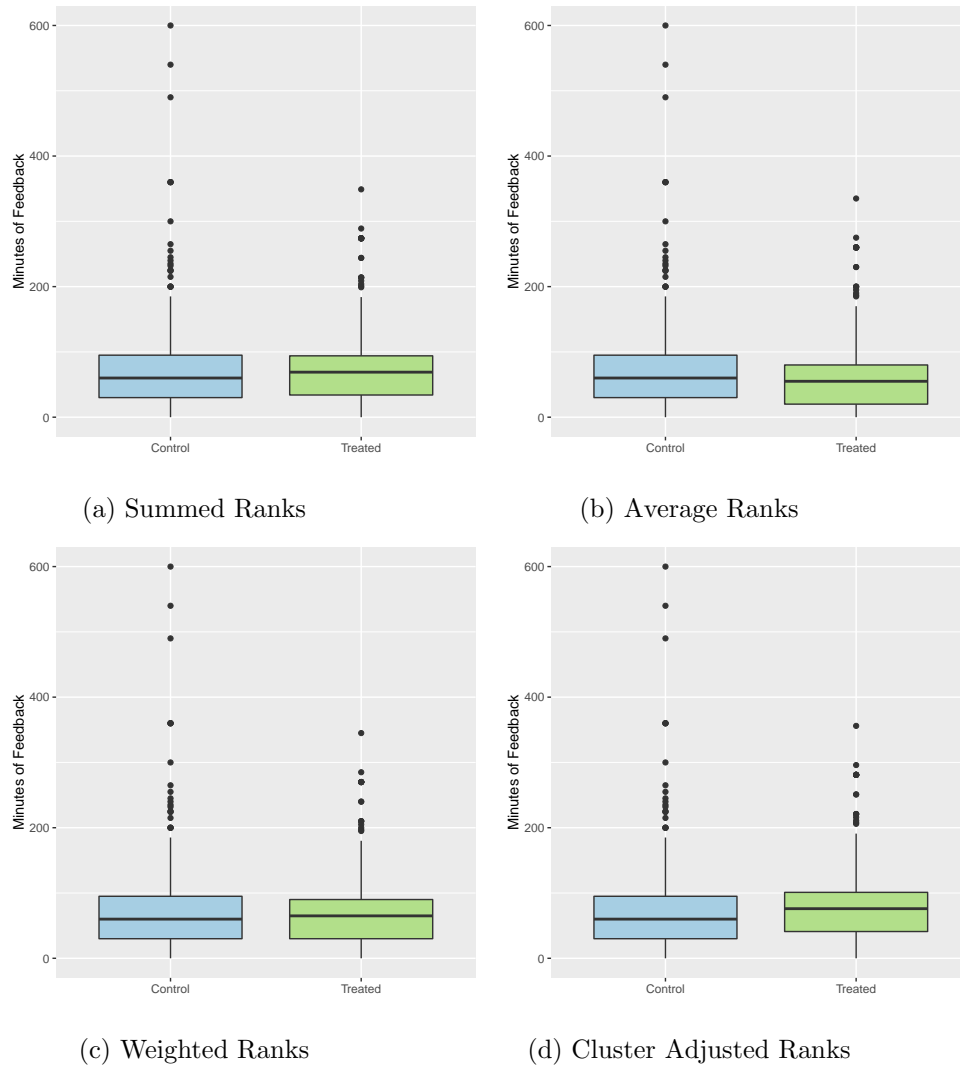 600
400
200
0
Minutes of Feedback
Control Treated
(a) Summed Ranks
600
400
200
0
Minutes of Feedback
Control Treated
(b) Average Ranks
600
400
200
0
Minutes of Feedback
Control Treated
(c) Weighted Ranks
600
400
200
0
Minutes of Feedback
Control Treated
(d) Cluster Adjusted Ranks